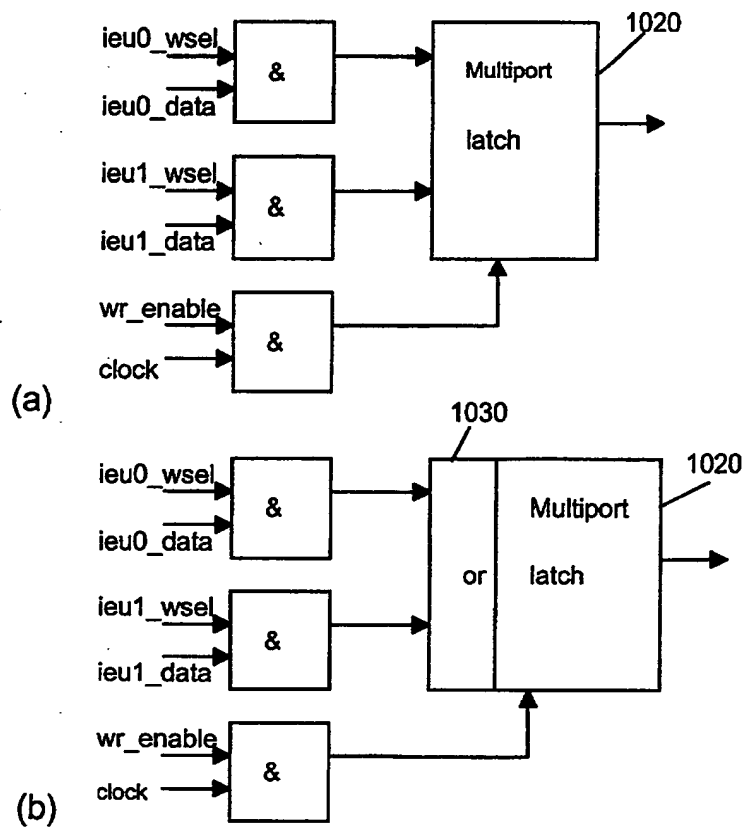 1020
ieu0_wsel
&
ieu0_data
Multiport
latch
ieu1_wsel
&
ieu1_data
wr_enable
&
clock
(a)
1030
1020
ieu0_wsel
&
ieu0_data
Multiport
or latch
ieu1_wsel
&
ieu1_data
wr_enable
&
clock
(b)